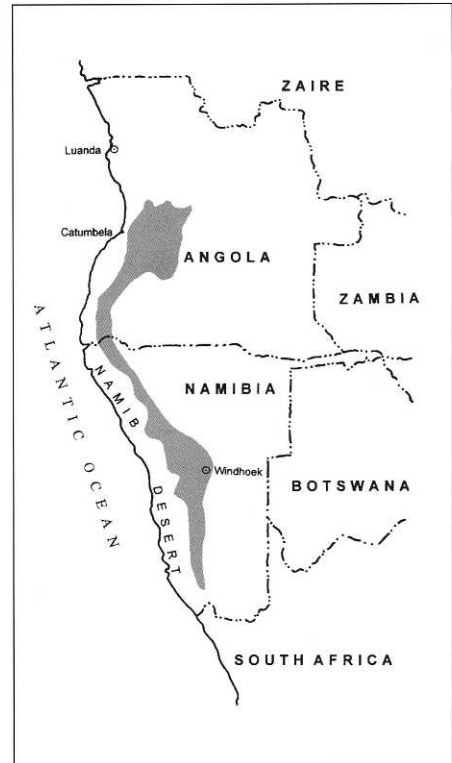 ZAIRE
Luanda
Catumbela
ANGOLA
ZAMBIA
ATLANTIC OCEAN
NAMIB DESERT
NAMIBIA
Windhoek
BOTSWANA
SOUTH AFRICA